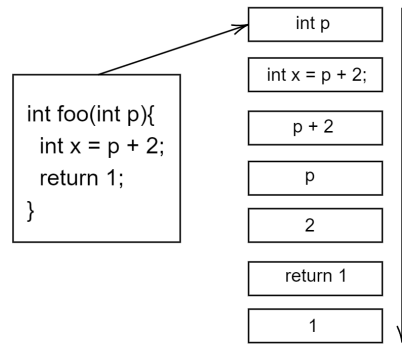 int foo(int p){
int x = p + 2;
return 1;
}
int p
int x = p + 2;
p + 2
p
2
return 1
1